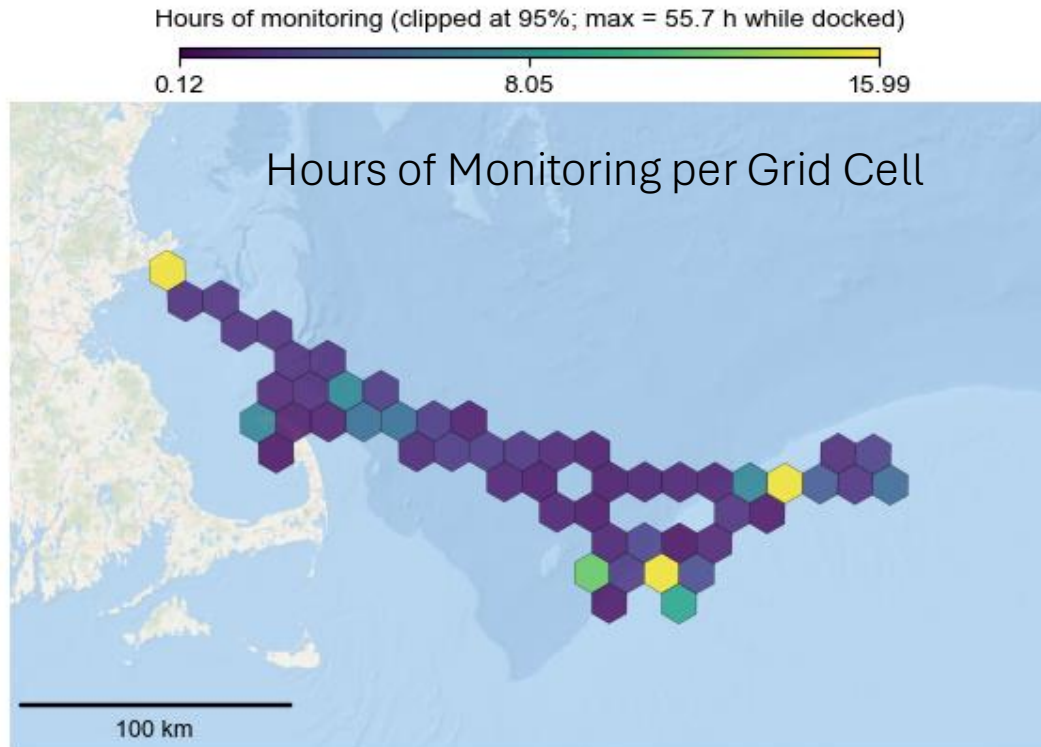 Hours of monitoring (clipped at 95%; max = 55.7 h while docked)
0.12 8.05 15.99
Hours of Monitoring per Grid Cell
100 km